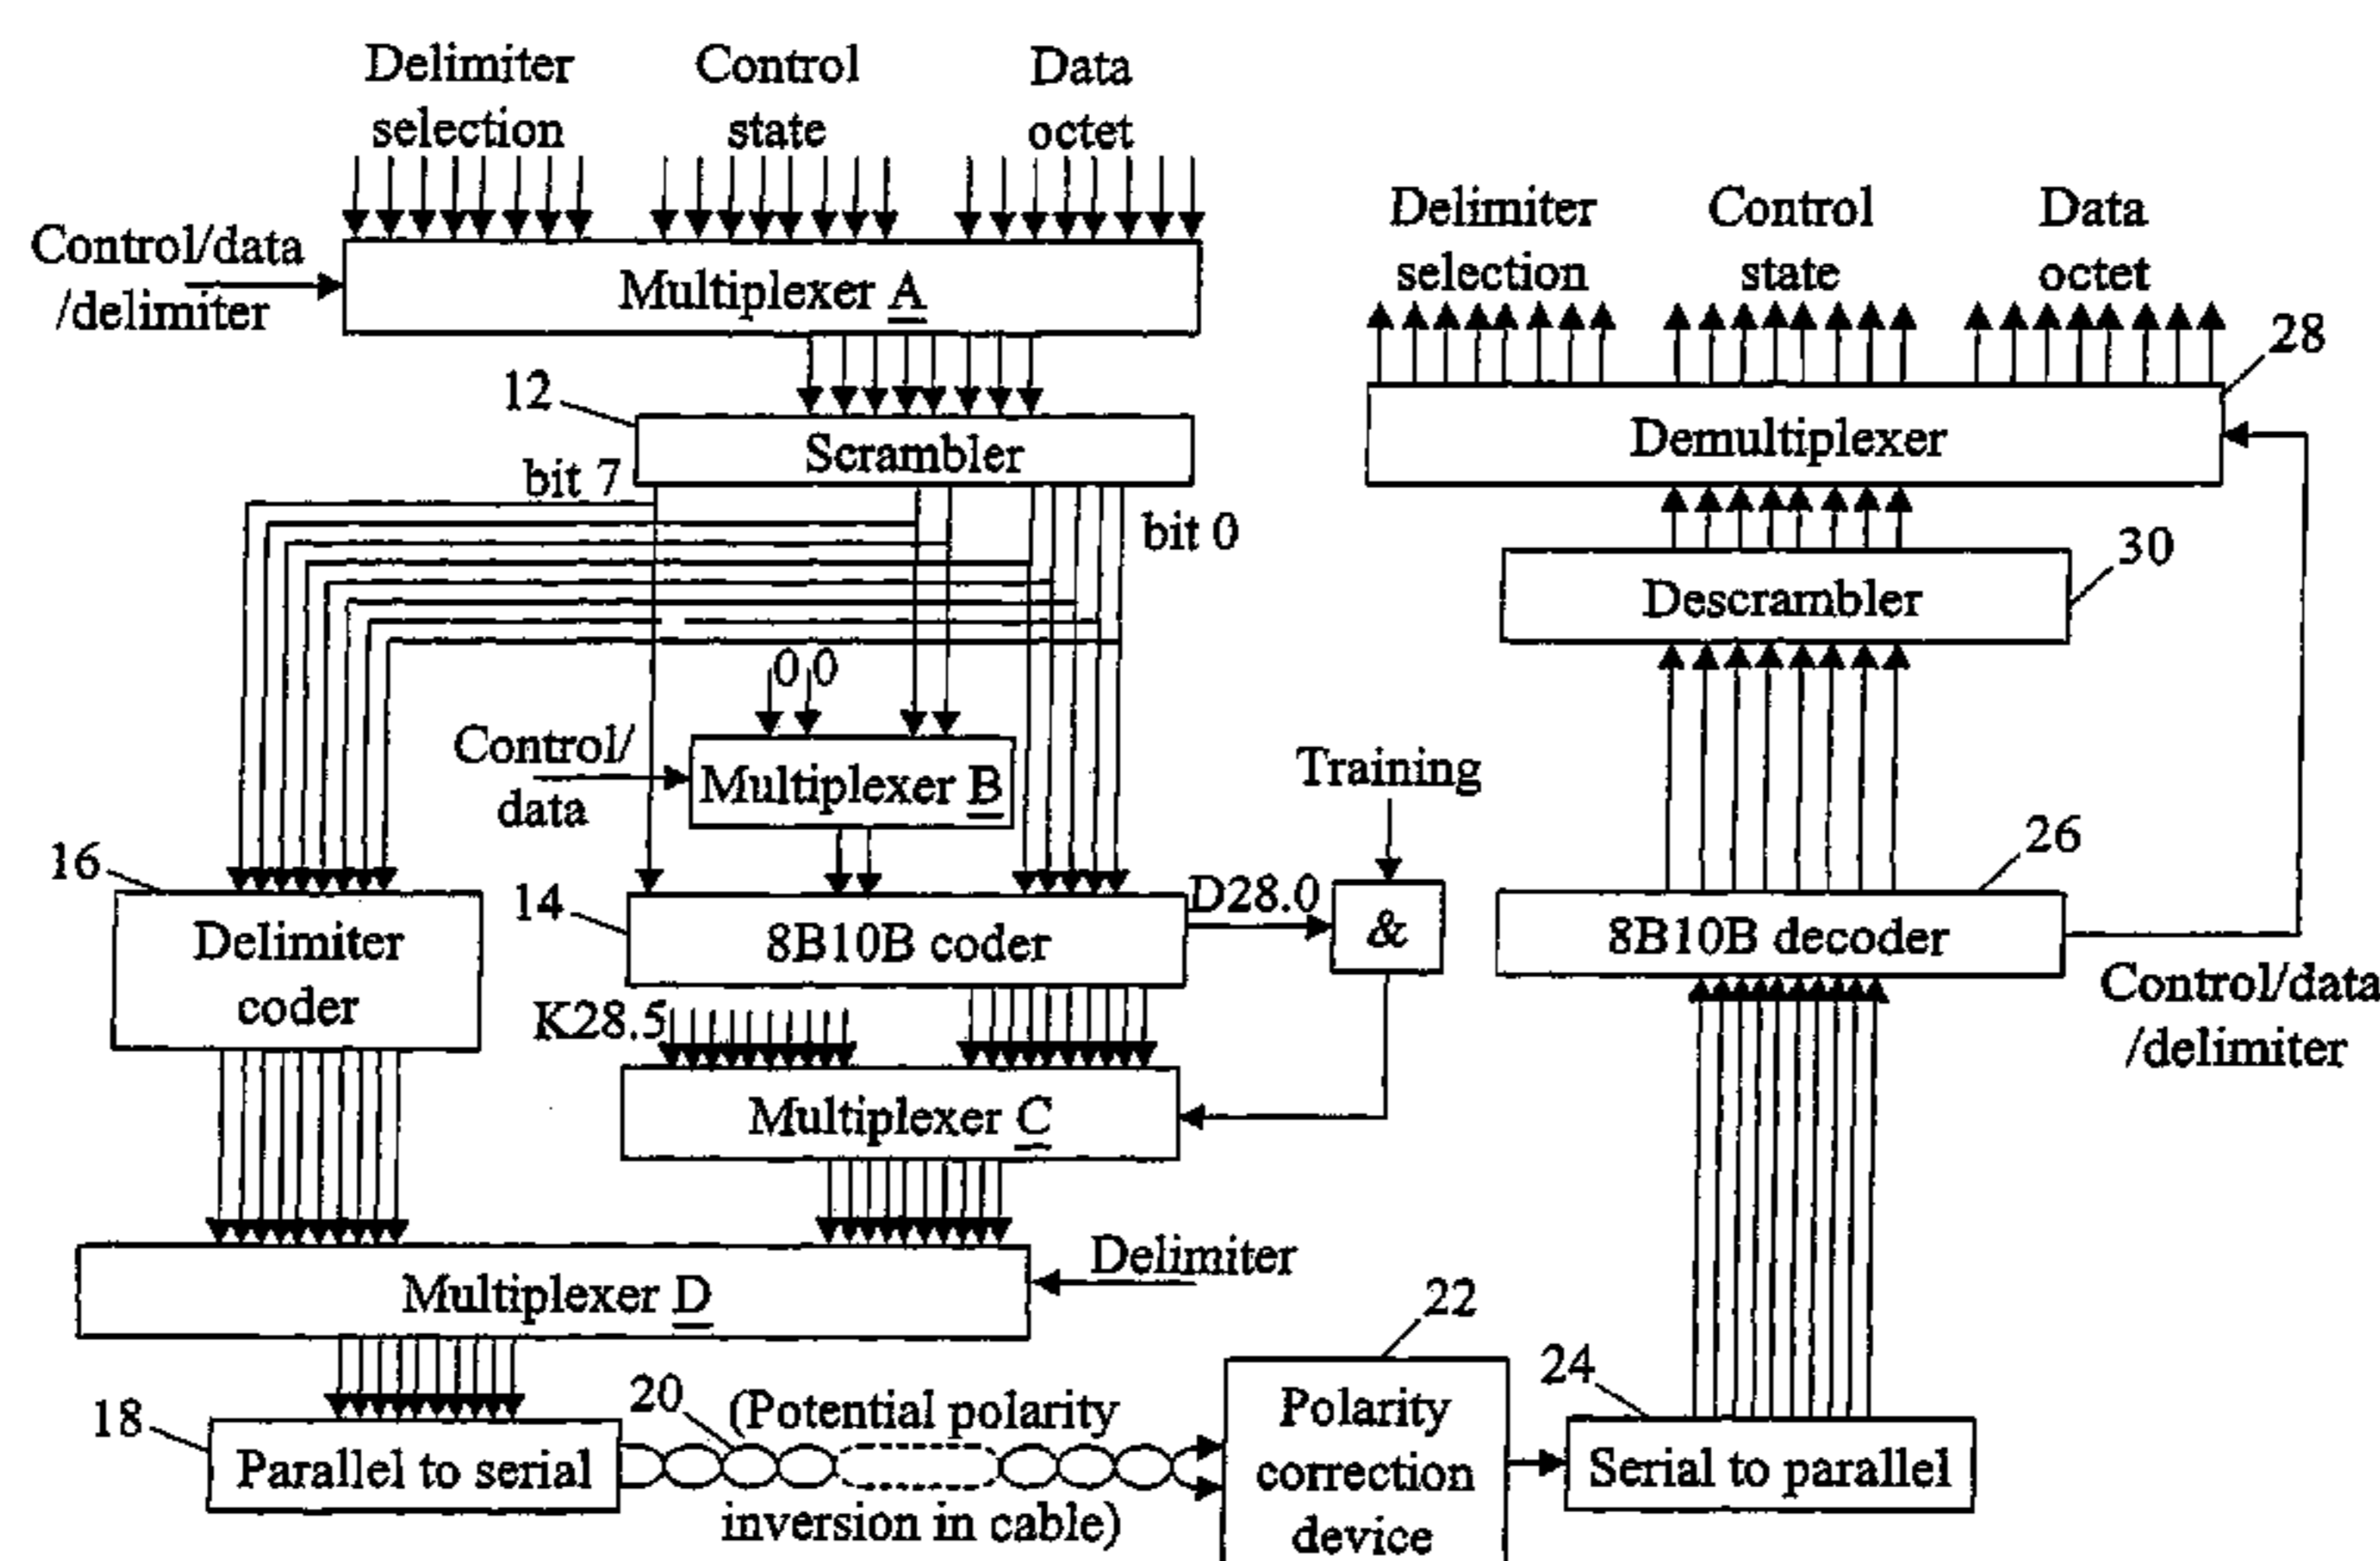 Delimiter
selection
Control
state
Data
octet
Control/data
/delimiter
Multiplexer A
12
Scrambler
bit 7
bit 0
0 0
Control/
data
Multiplexer B
Training
16
Delimiter
coder
14
8B10B coder
D28.0
&
K28.5
Multiplexer C
Multiplexer D
Delimiter
18
Parallel to serial
20
(Potential polarity
inversion in cable)
22
Polarity
correction
device
24
Serial to parallel
Delimiter
selection
Control
state
Data
octet
28
Demultiplexer
30
Descrambler
26
8B10B decoder
Control/data
/delimiter